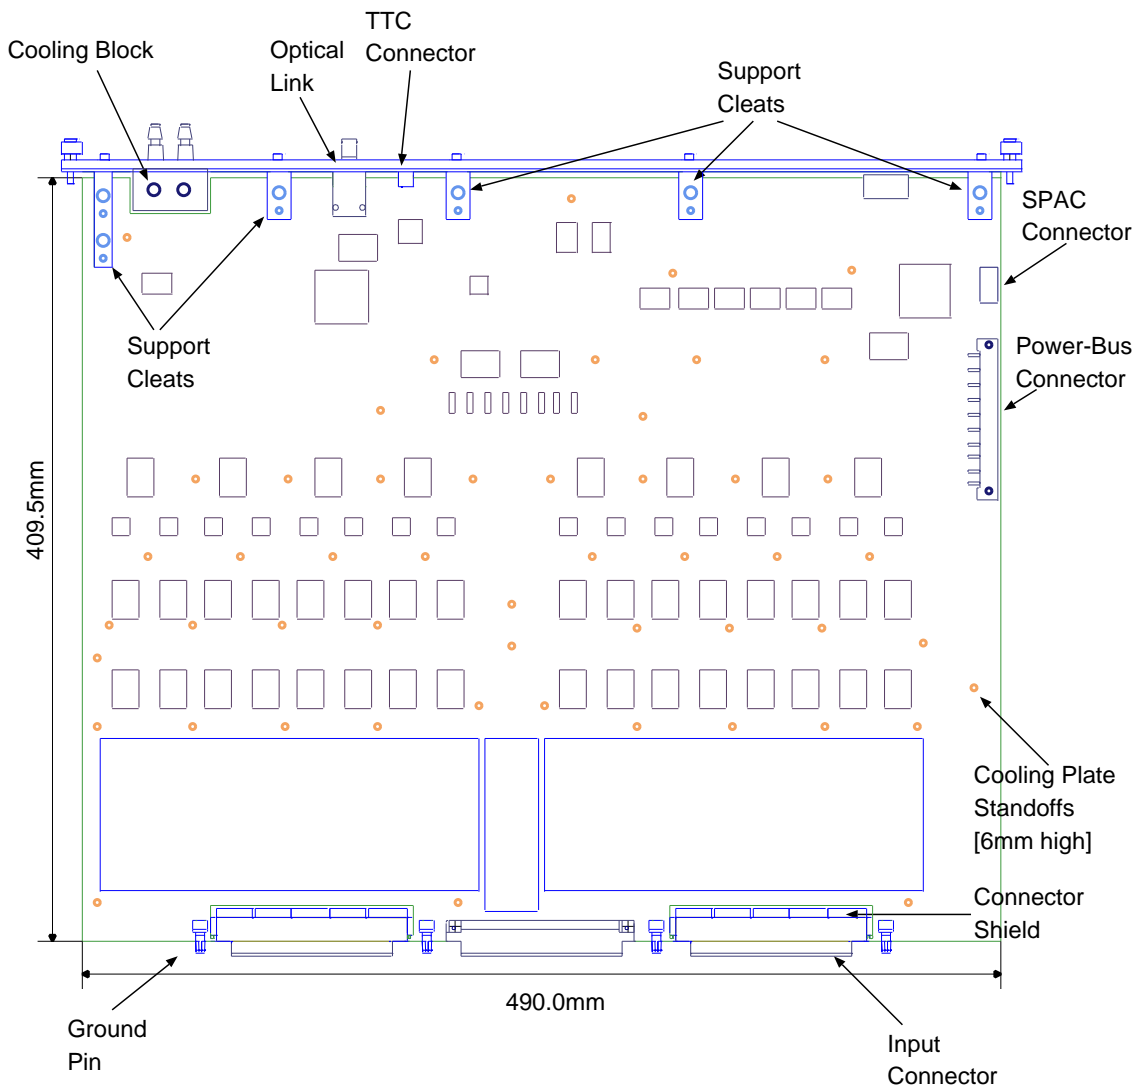 TTC
Connector
Cooling Block
Optical
Link
Support
Cleats
SPAC
Connector
Support
Cleats
Power-Bus
Connector
409.5mm
Cooling Plate
Standoffs
[6mm high]
Connector
Shield
490.0mm
Ground
Pin
Input
Connector